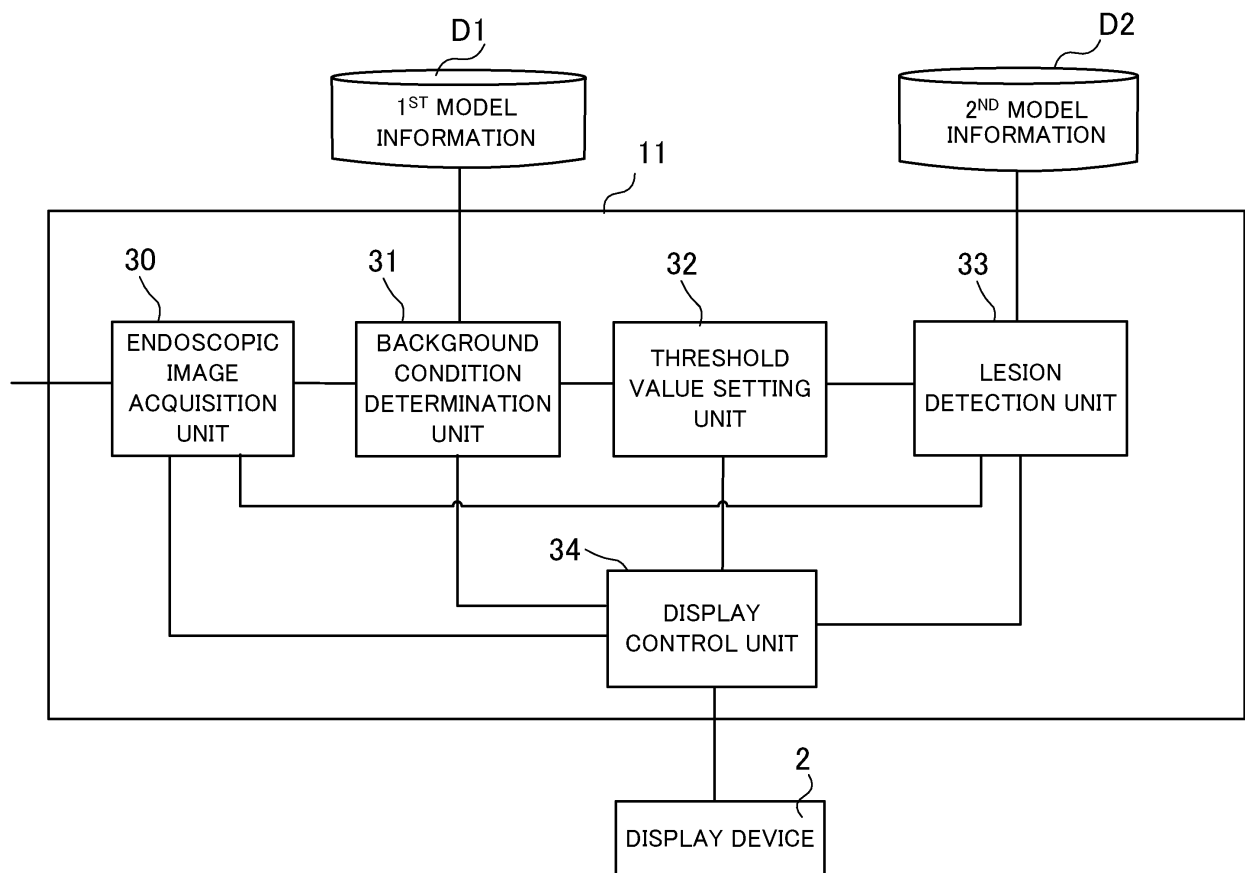 D1
D2
1ST MODEL
INFORMATION
2ND MODEL
INFORMATION
11
30
31
32
33
ENDOSCOPIC
IMAGE
ACQUISITION
UNIT
BACKGROUND
CONDITION
DETERMINATION
UNIT
THRESHOLD
VALUE SETTING
UNIT
LESION
DETECTION UNIT
34
DISPLAY
CONTROL UNIT
2
DISPLAY DEVICE